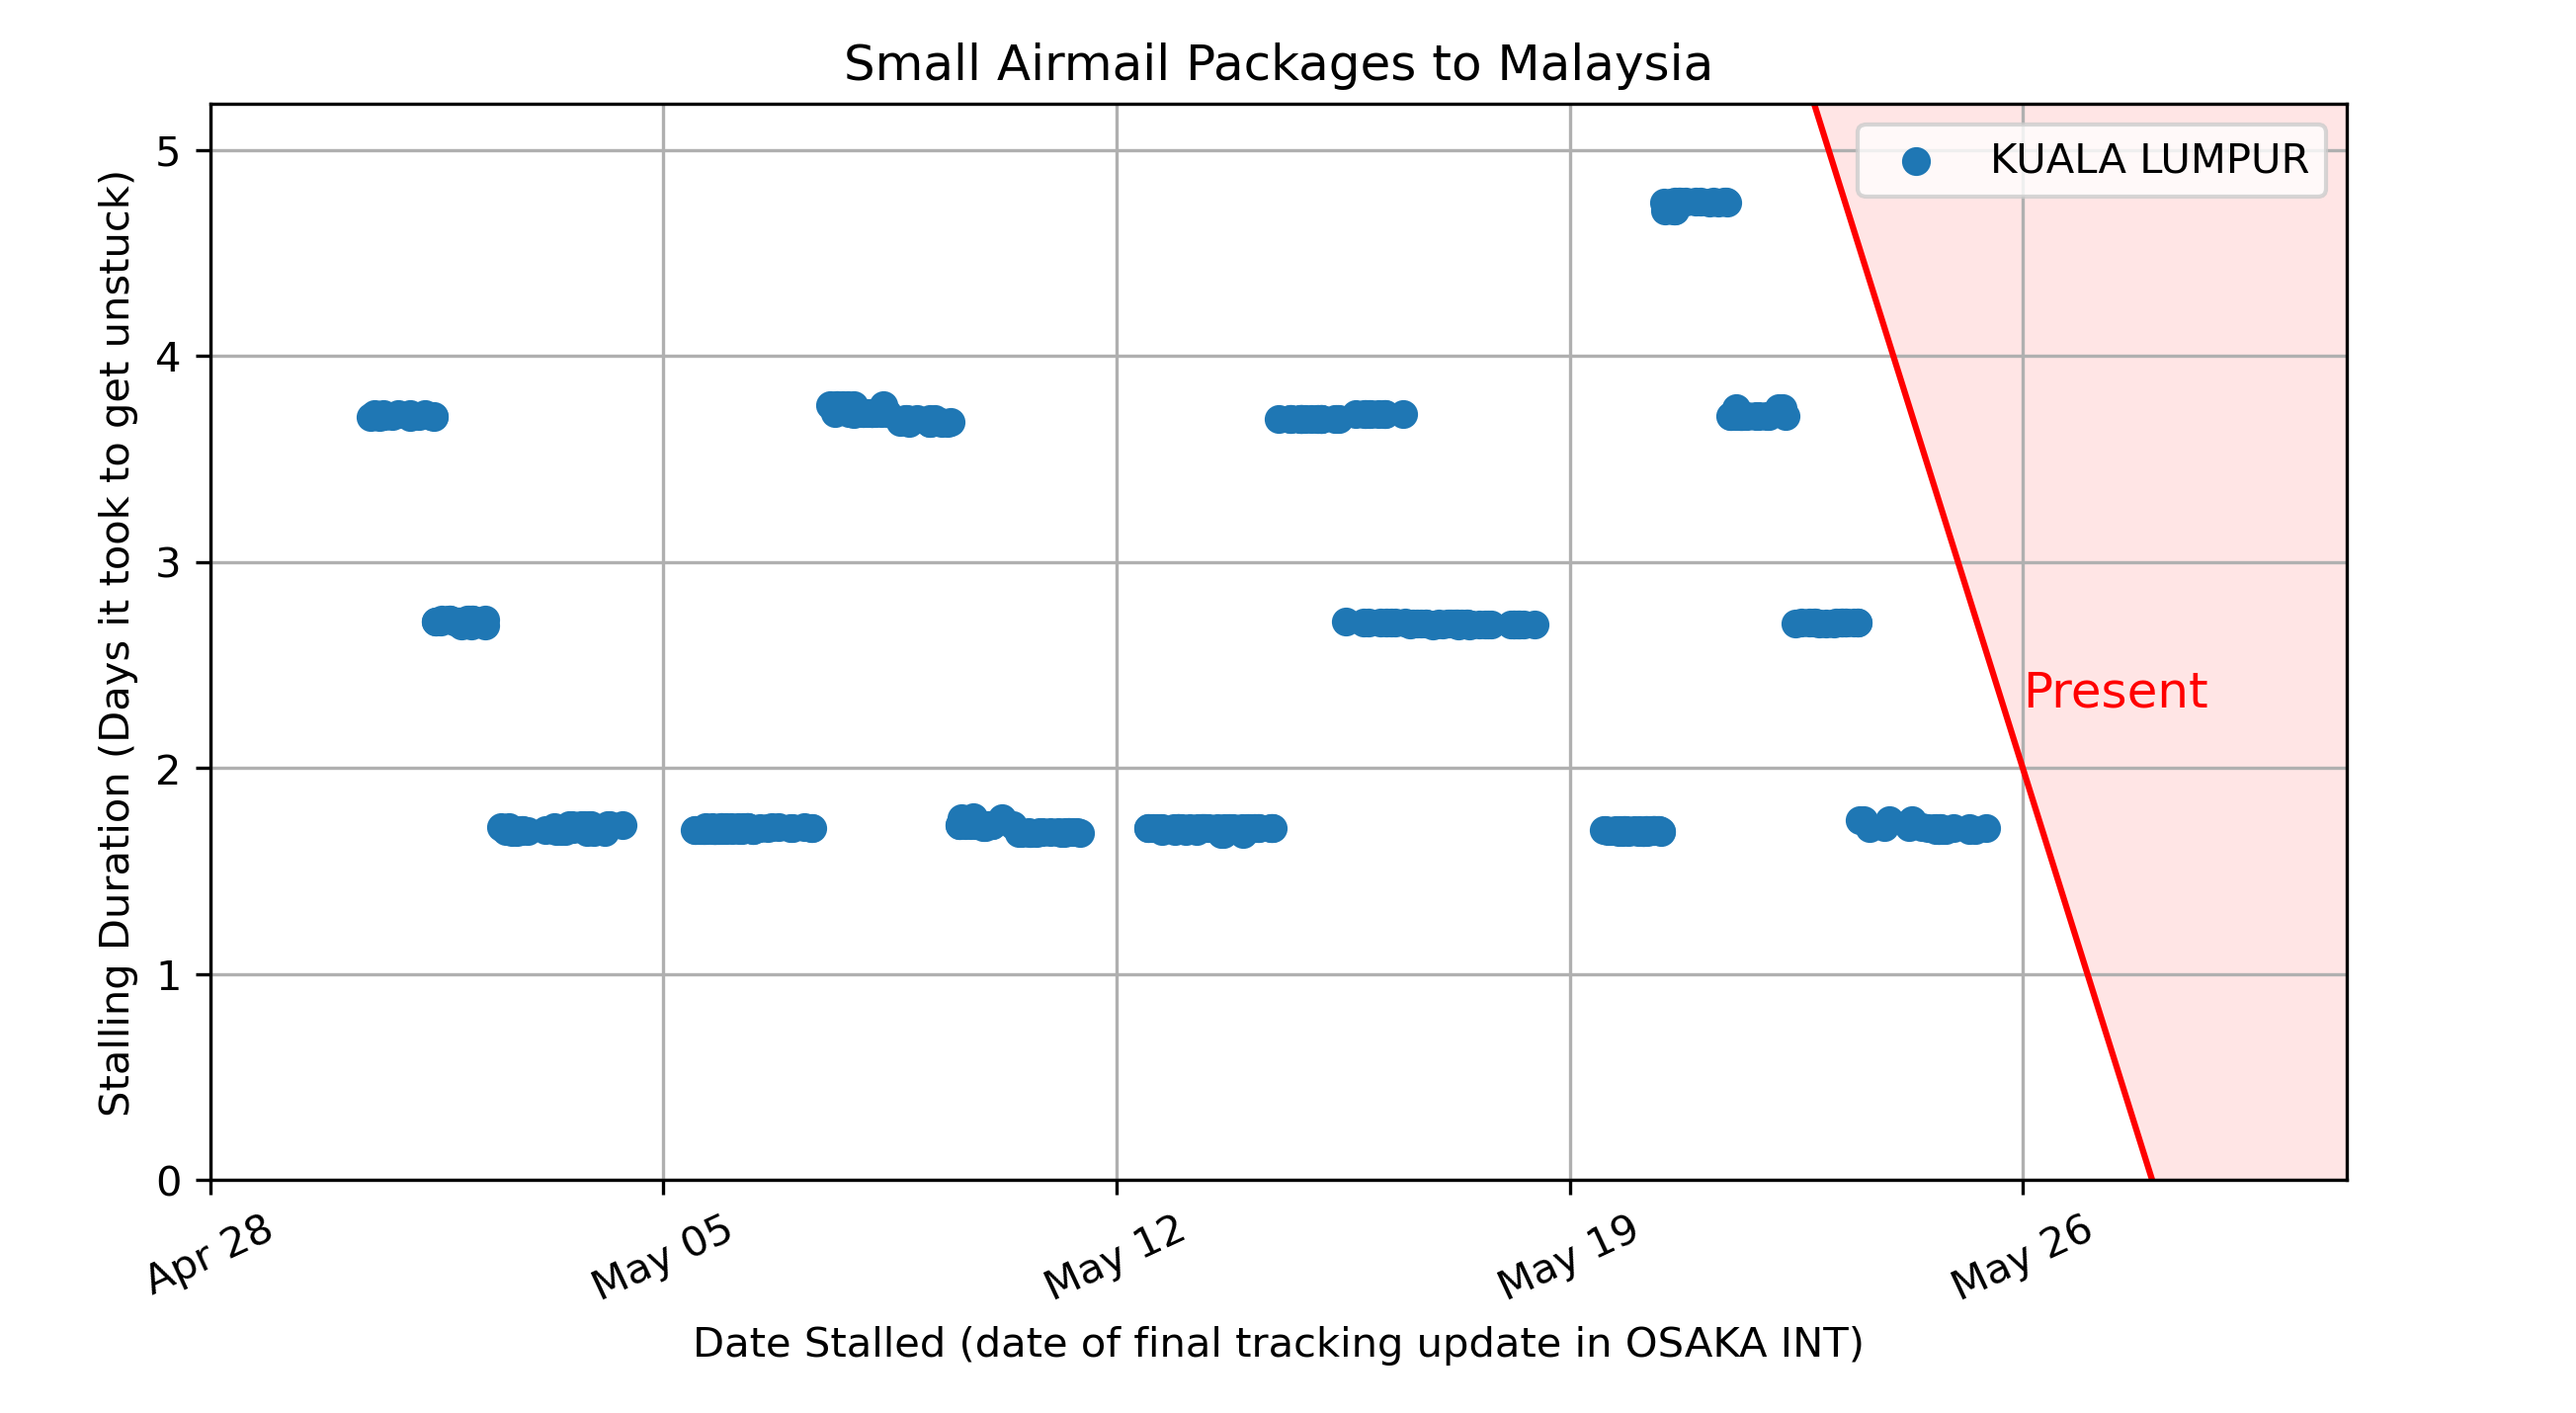 Small Airmail Packages to Malaysia
Stalling Duration (Days it took to get unstuck)
5
4
3
2
1
0
KUALA LUMPUR
Present
Apr 28
May 05
May 12
May 19
May 26
Date Stalled (date of final tracking update in OSAKA INT)